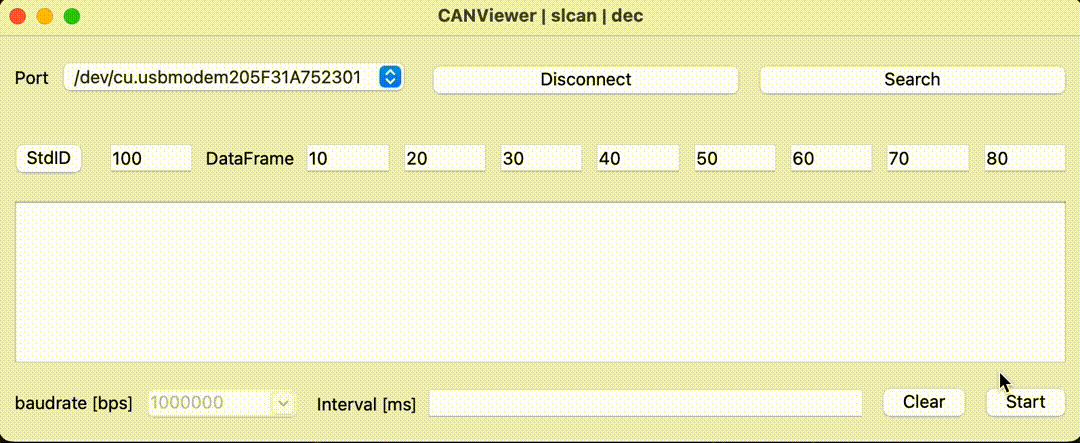 CANViewer | slcan | dec
Port /dev/cu.usbmodem205F31A752301 Disconnect Search
StdID 100 DataFrame 10 20 30 40 50 60 70 80
baudrate [bps] 1000000 Interval [ms] Clear Start